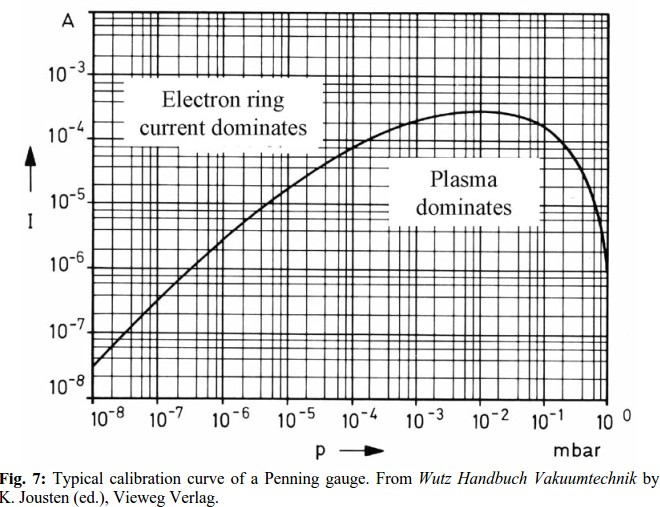 A
10⁻³
Electron ring
current dominates
10⁻⁴
Plasma
dominates
10⁻⁵
I
10⁻⁶
10⁻⁷
10⁻⁸
10⁻⁸ 10⁻⁷ 10⁻⁶ 10⁻⁵ 10⁻⁴ 10⁻³ 10⁻² 10⁻¹ 10⁰
p mbar
Fig. 7: Typical calibration curve of a Penning gauge. From Wutz Handbuch Vakuumtechnik by
K. Jousten (ed.), Vieweg Verlag.